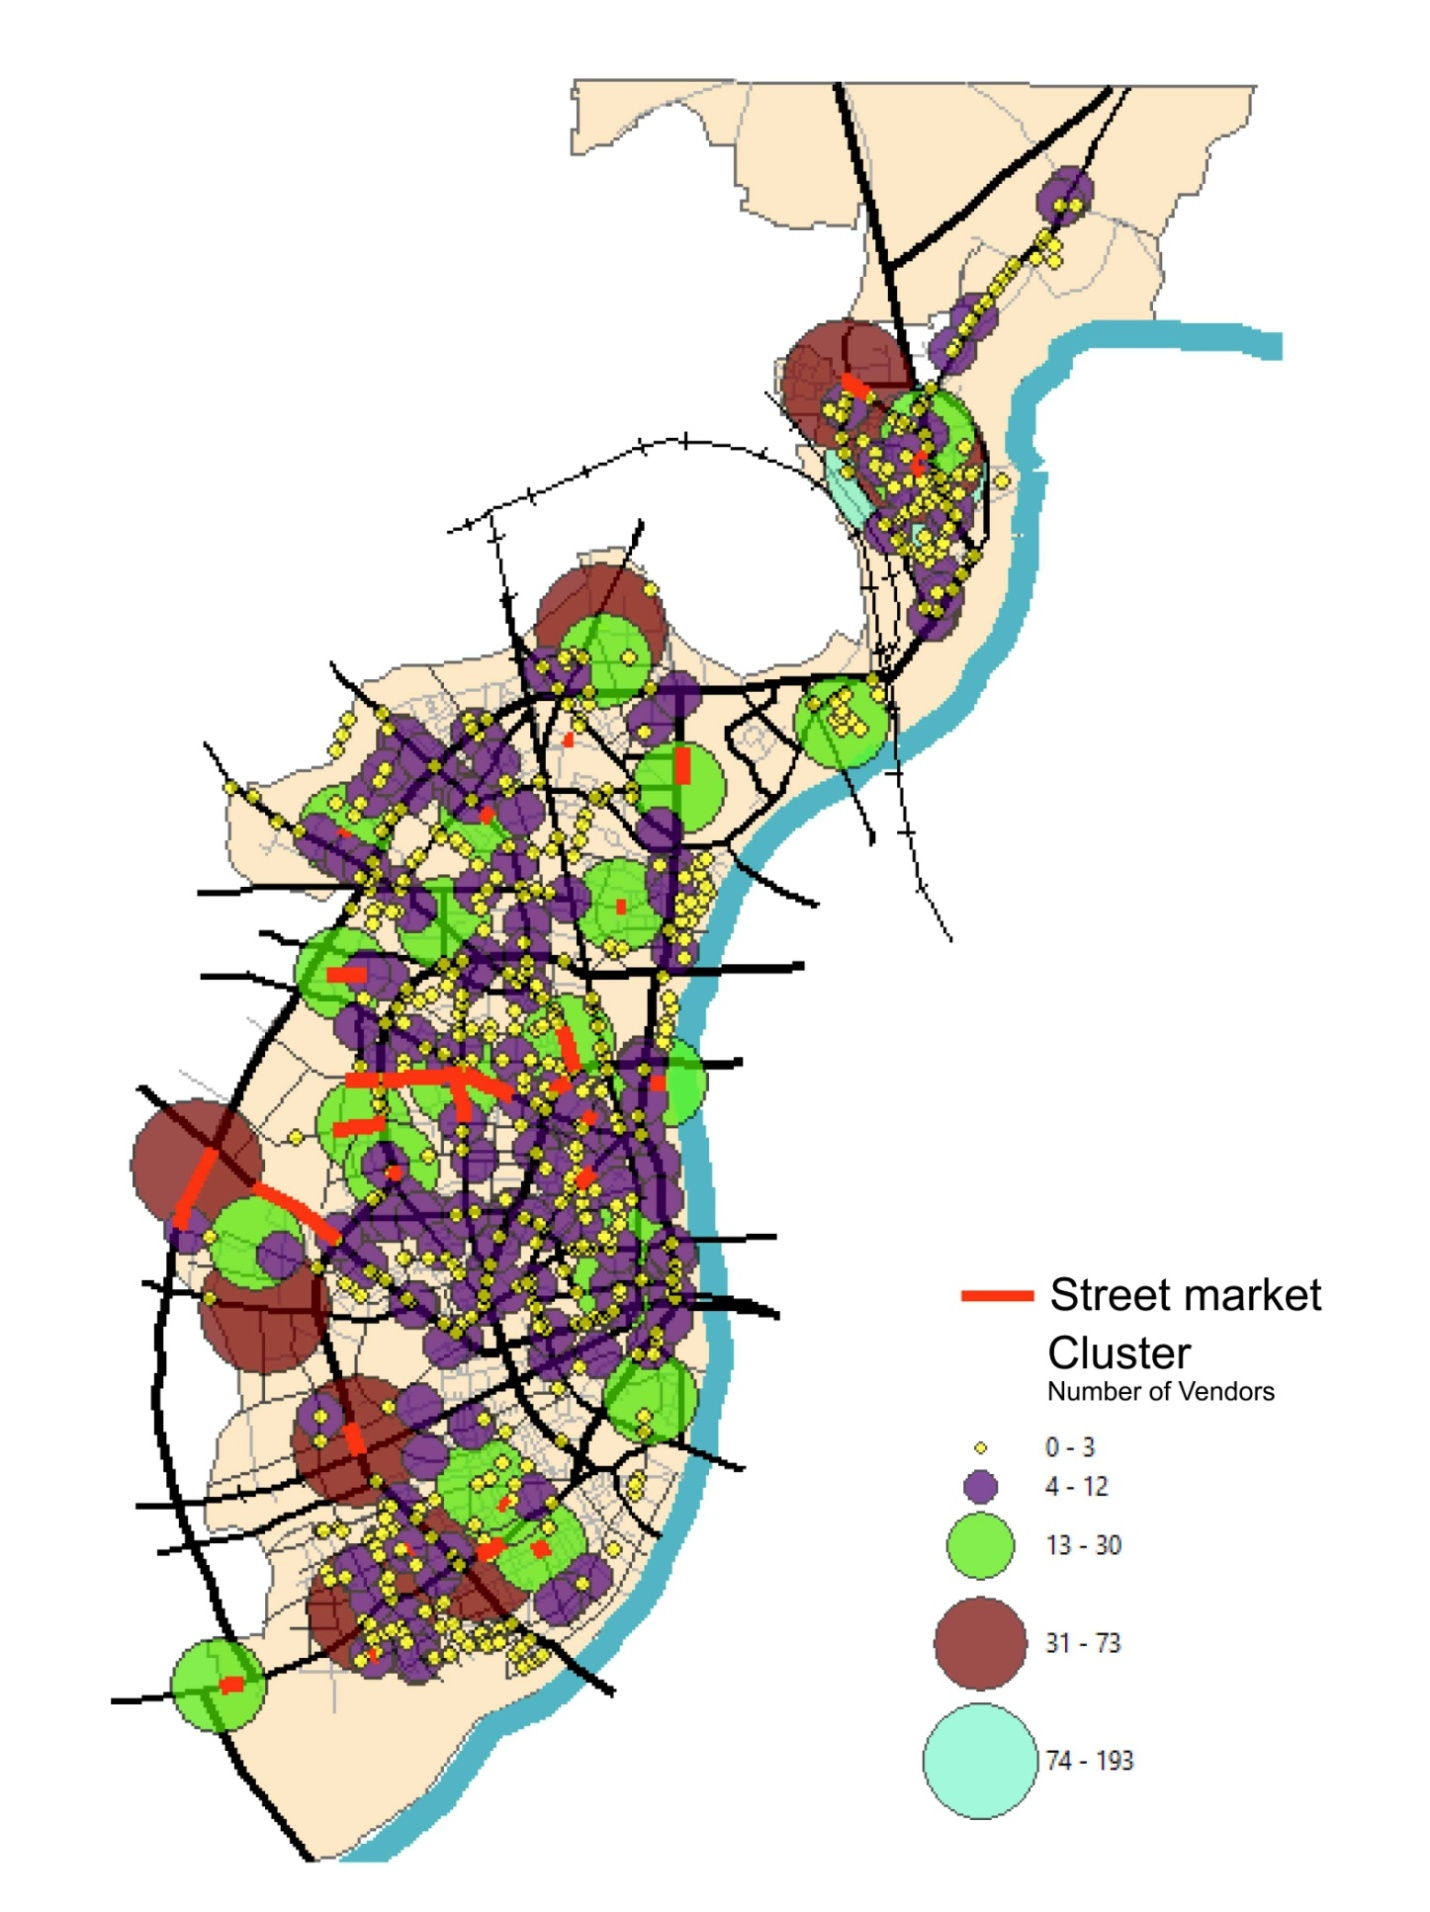 Street market
Cluster
Number of Vendors
0 - 3
4 - 12
13 - 30
31 - 73
74 - 193